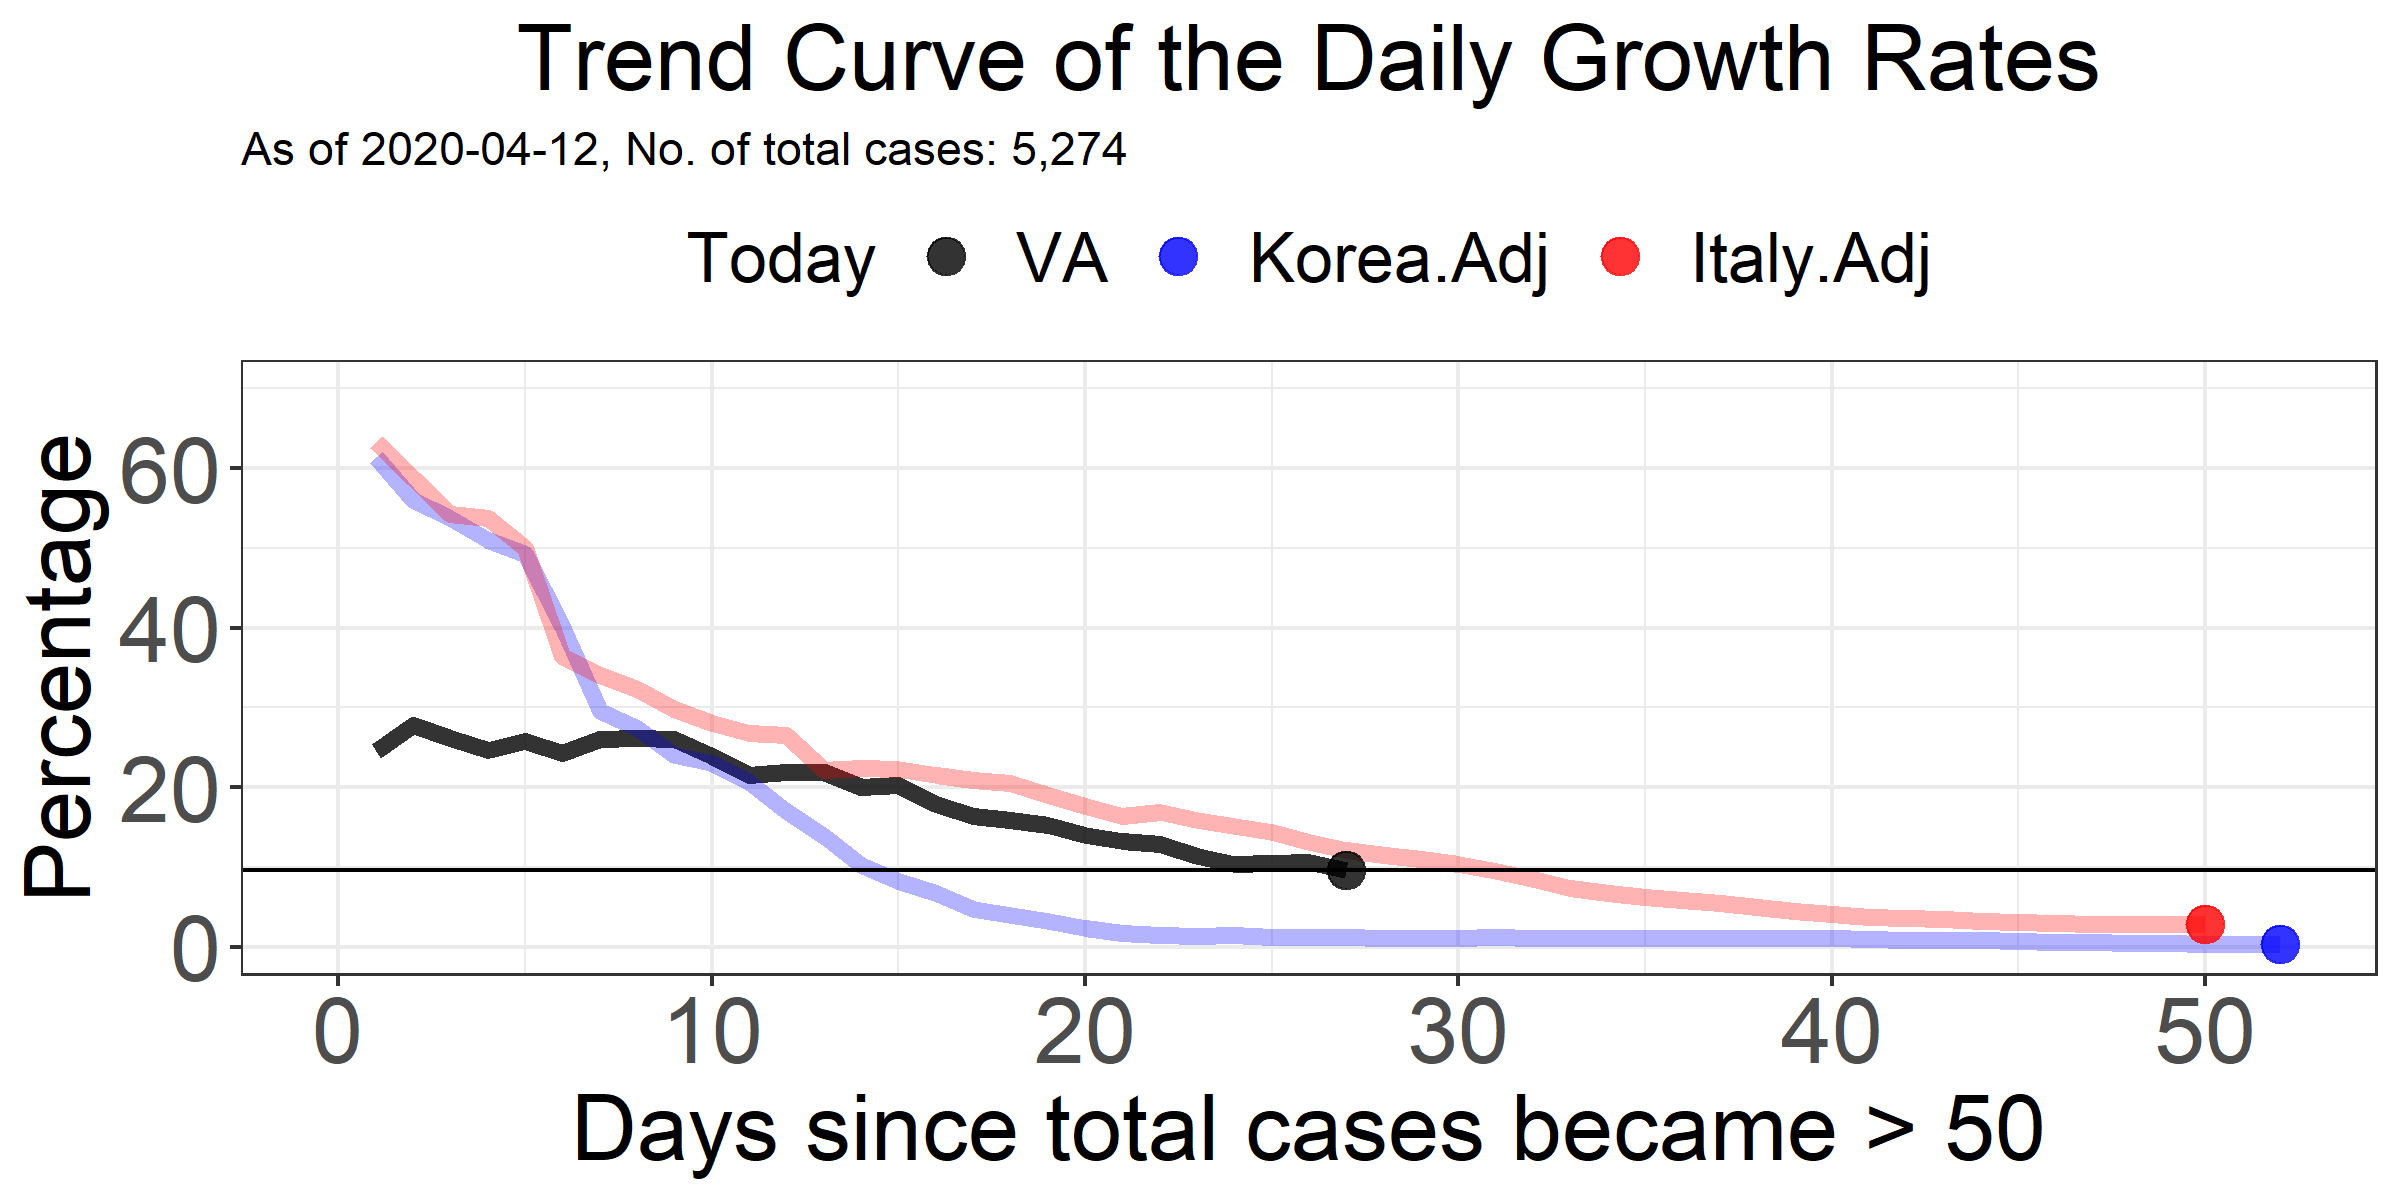 Trend Curve of the Daily Growth Rates
As of 2020-04-12, No. of total cases: 5,274
Today VA Korea.Adj Italy.Adj
Percentage
60
40
20
0
0 10 20 30 40 50
Days since total cases became > 50